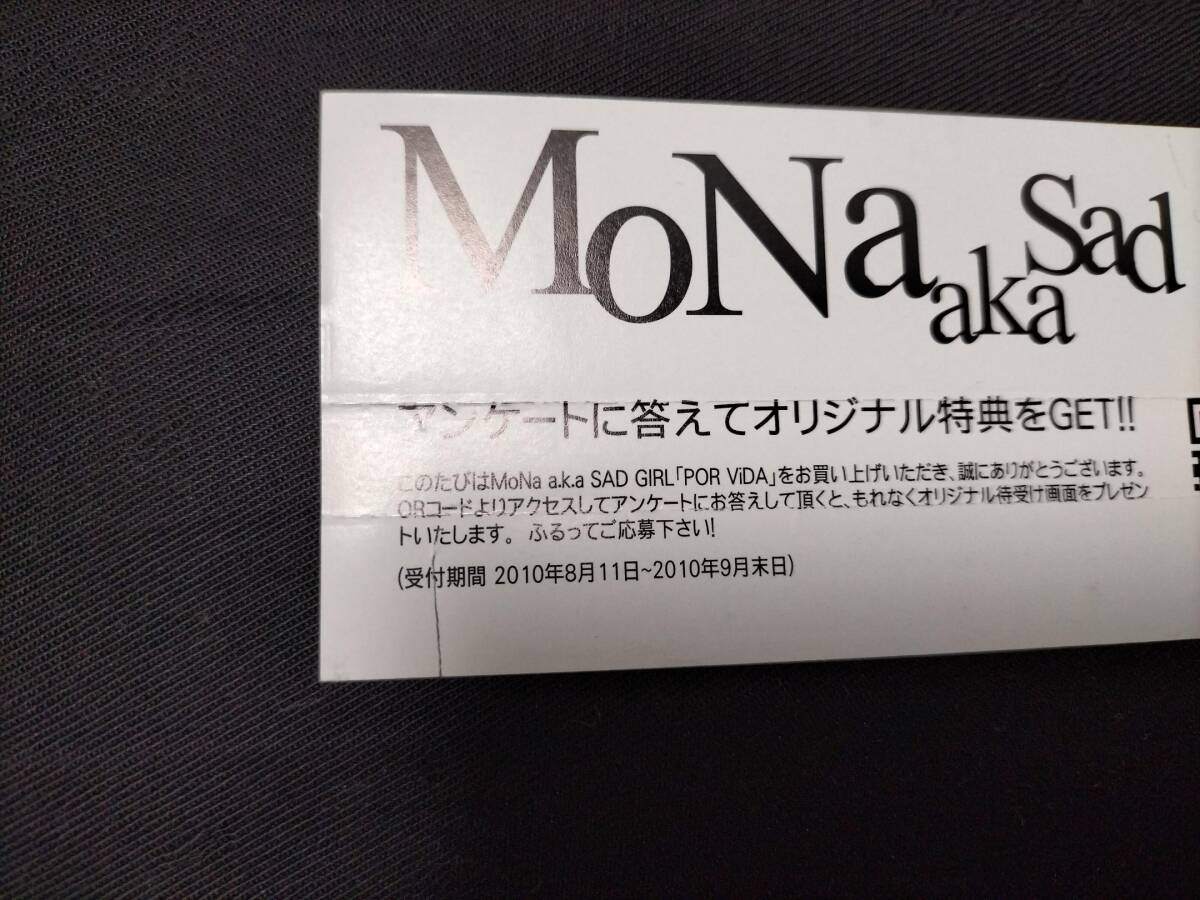 MoNa aka Sad
アンケートに答えてオリジナル特典をGET!!
このたびはMoNa a.k.a SAD GIRL「POR ViDA」をお買い上げいただき、誠にありがとうございます。
QRコードよりアクセスしてアンケートにお答えして頂くと、もれなくオリジナル待受け画面をプレゼン
トいたします。 ふるってご応募下さい!
(受付期間 2010年8月11日~2010年9月末日)